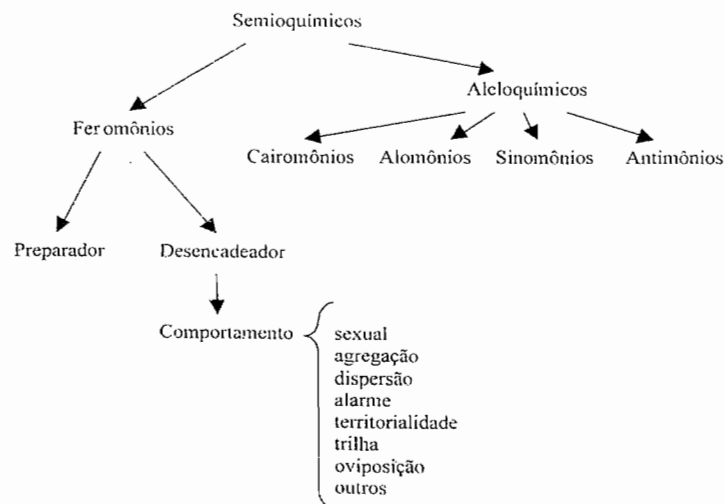 Semioquímicos
Aleloquímicos
Feromônios
Cairomônios Alomônios Sinomônios Antimônios
Preparador Desencadeador
Comportamento
sexual
agregação
dispersão
alarme
territorialidade
trilha
oviposição
outros